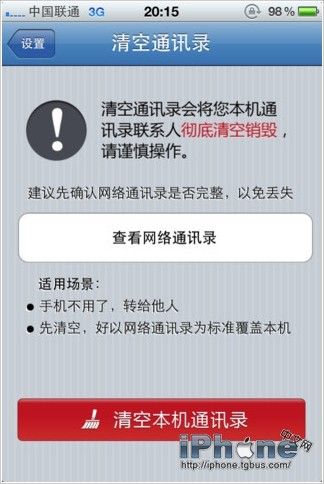 中国联通 3G 20:15 98%
设置 清空通讯录
清空通讯录会将您本机通
讯录联系人彻底清空销毁，
请谨慎操作。
建议先确认网络通讯录是否完整，以免丢失
查看网络通讯录
适用场景：
● 手机不用了，转给他人
● 先清空，好以网络通讯录为标准覆盖本机
清空本机通讯录
iPhone 中文网
http://iphone.tgbus.com/